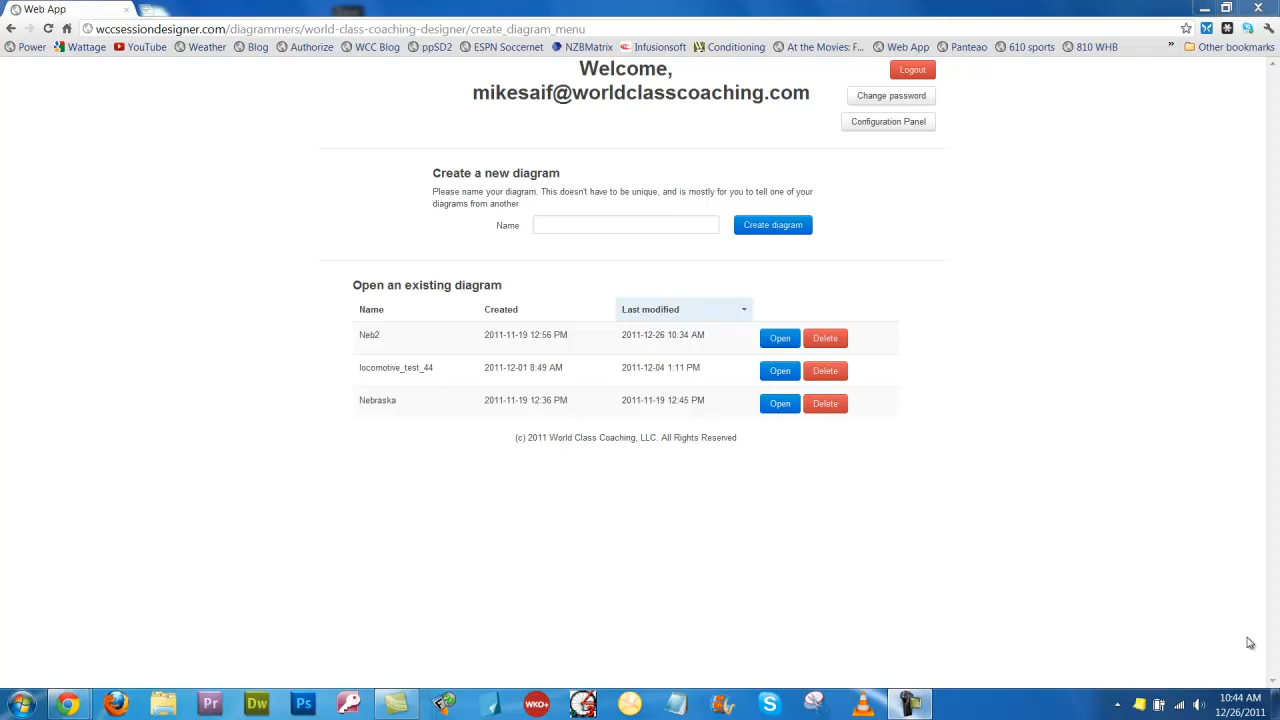 Web App
wccsessiondesigner.com/diagrammers/world-class-coaching-designer/create_diagram_menu
Power Wattage YouTube Weather Blog Authorize WCC Blog ppSD2 ESPN Soccernet NZBMatrix Infusionsoft Conditioning At the Movies: F... Web App Panteao 610 sports 810 WHB » Other bookmarks
Welcome,
mikesaif@worldclasscoaching.com
Logout
Change password
Configuration Panel
Create a new diagram
Please name your diagram. This doesn't have to be unique, and is mostly for you to tell one of your
diagrams from another
Name Create diagram
Open an existing diagram
Name Created Last modified
Neb2 2011-11-19 12:56 PM 2011-12-26 10:34 AM Open Delete
locomotive_test_44 2011-12-01 8:49 AM 2011-12-04 1:11 PM Open Delete
Nebraska 2011-11-19 12:36 PM 2011-11-19 12:45 PM Open Delete
(c) 2011 World Class Coaching, LLC. All Rights Reserved
Pr Dw Ps WKO+ S
10:44 AM
12/26/2011